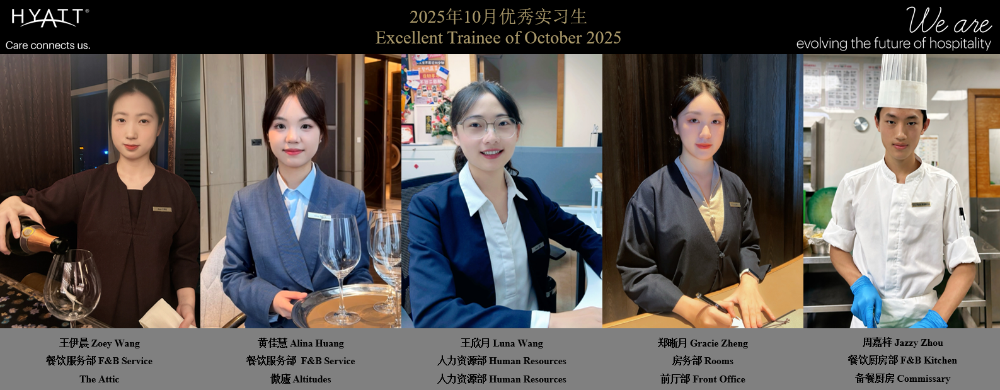 HYATT®
Care connects us.
2025年10月优秀实习生
Excellent Trainee of October 2025
We are
evolving the future of hospitality
王伊晨 Zoey Wang
餐饮服务部 F&B Service
The Attic
黄佳慧 Alina Huang
餐饮服务部 F&B Service
傲廬 Altitudes
王欣月 Luna Wang
人力资源部 Human Resources
人力资源部 Human Resources
郑晰月 Gracie Zheng
房务部 Rooms
前厅部 Front Office
周嘉梓 Jazzy Zhou
餐饮厨房部 F&B Kitchen
备餐厨房 Commissary